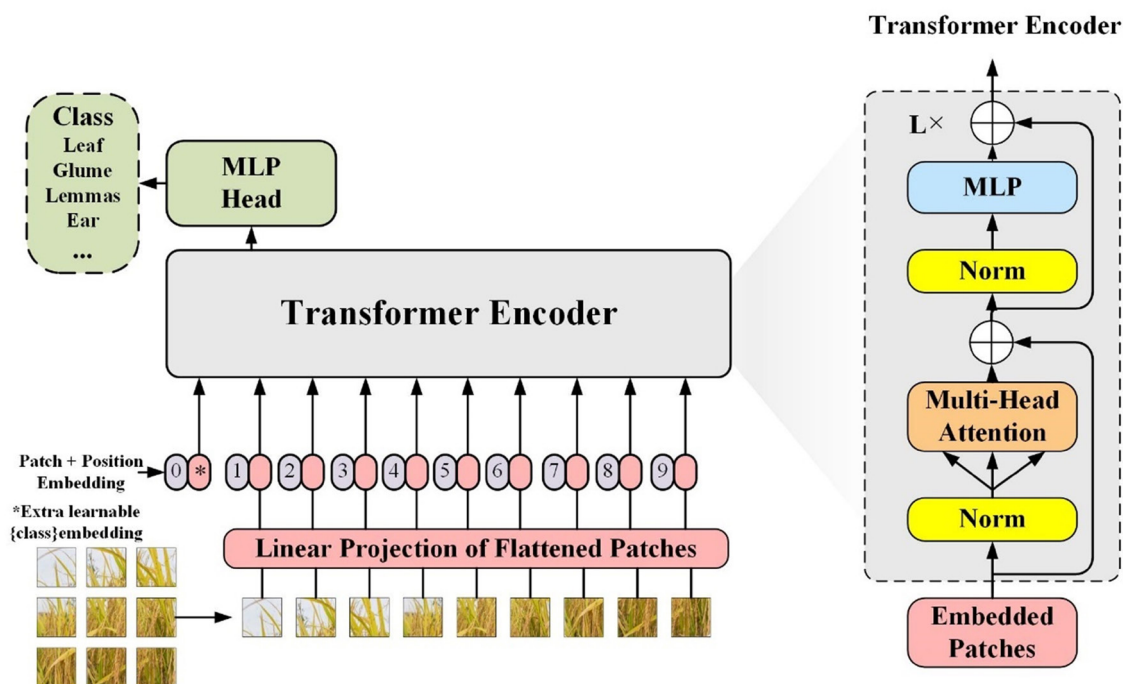 Transformer Encoder
Class
Leaf
Glume
Lemmas
Ear
...
MLP
Head
L×
MLP
Norm
Transformer Encoder
Multi-Head
Attention
Patch + Position
Embedding
0 * 1 2 3 4 5 6 7 8 9
*Extra learnable
{class}embedding
Norm
Linear Projection of Flattened Patches
Embedded
Patches